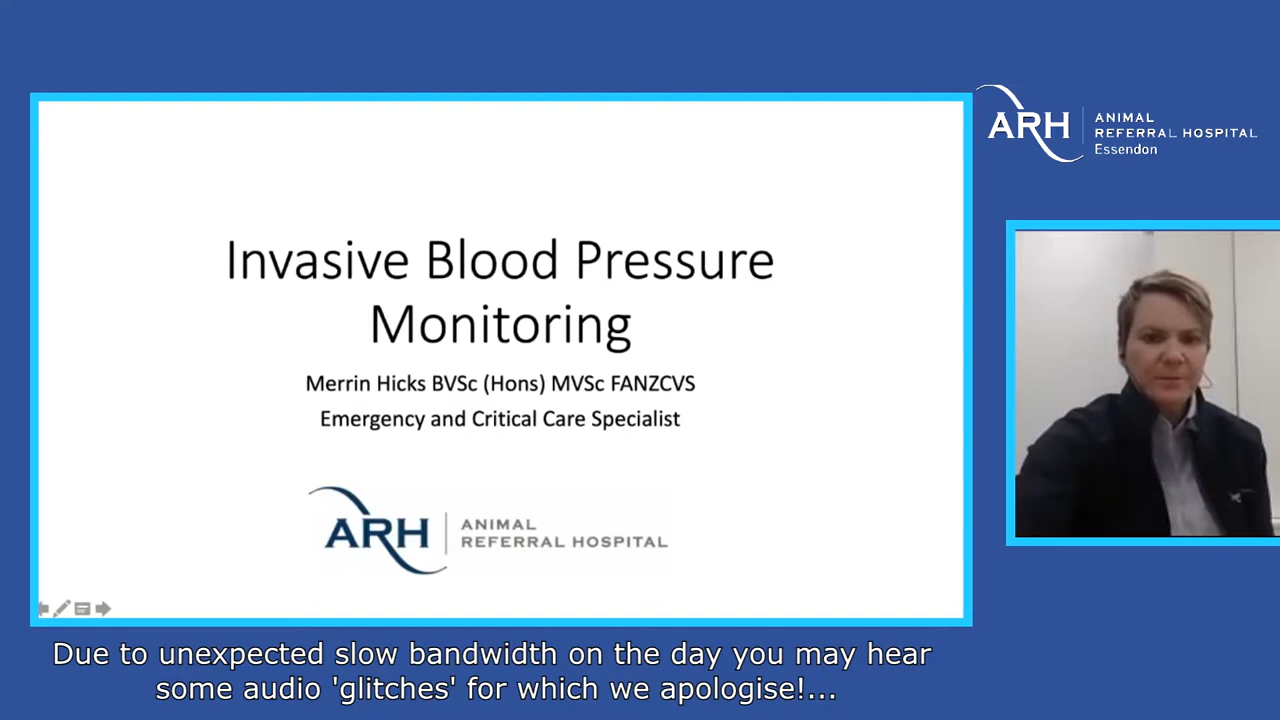 Invasive Blood Pressure
Monitoring
Merrin Hicks BVSc (Hons) MVSc FANZCVS
Emergency and Critical Care Specialist
ARH ANIMAL
REFERRAL HOSPITAL
ARH ANIMAL
REFERRAL HOSPITAL
Essendon
Due to unexpected slow bandwidth on the day you may hear
some audio 'glitches' for which we apologise!...